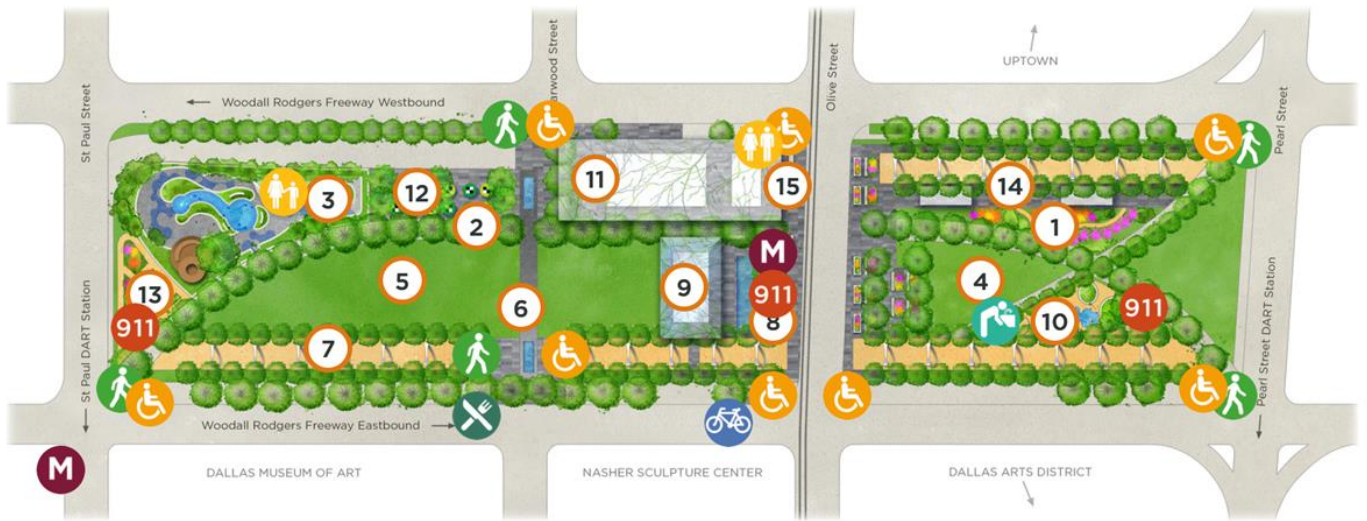 UPTOWN
St Paul Street
Woodall Rodgers Freeway Westbound
Olive Street
Pearl Street
11
15
12
3
14
2
1
5
9
4
M
13
911
6
911
8
10
911
7
St Paul DART Station
Pearl Street DART Station
Woodall Rodgers Freeway Eastbound
M
DALLAS MUSEUM OF ART
NASHER SCULPTURE CENTER
DALLAS ARTS DISTRICT